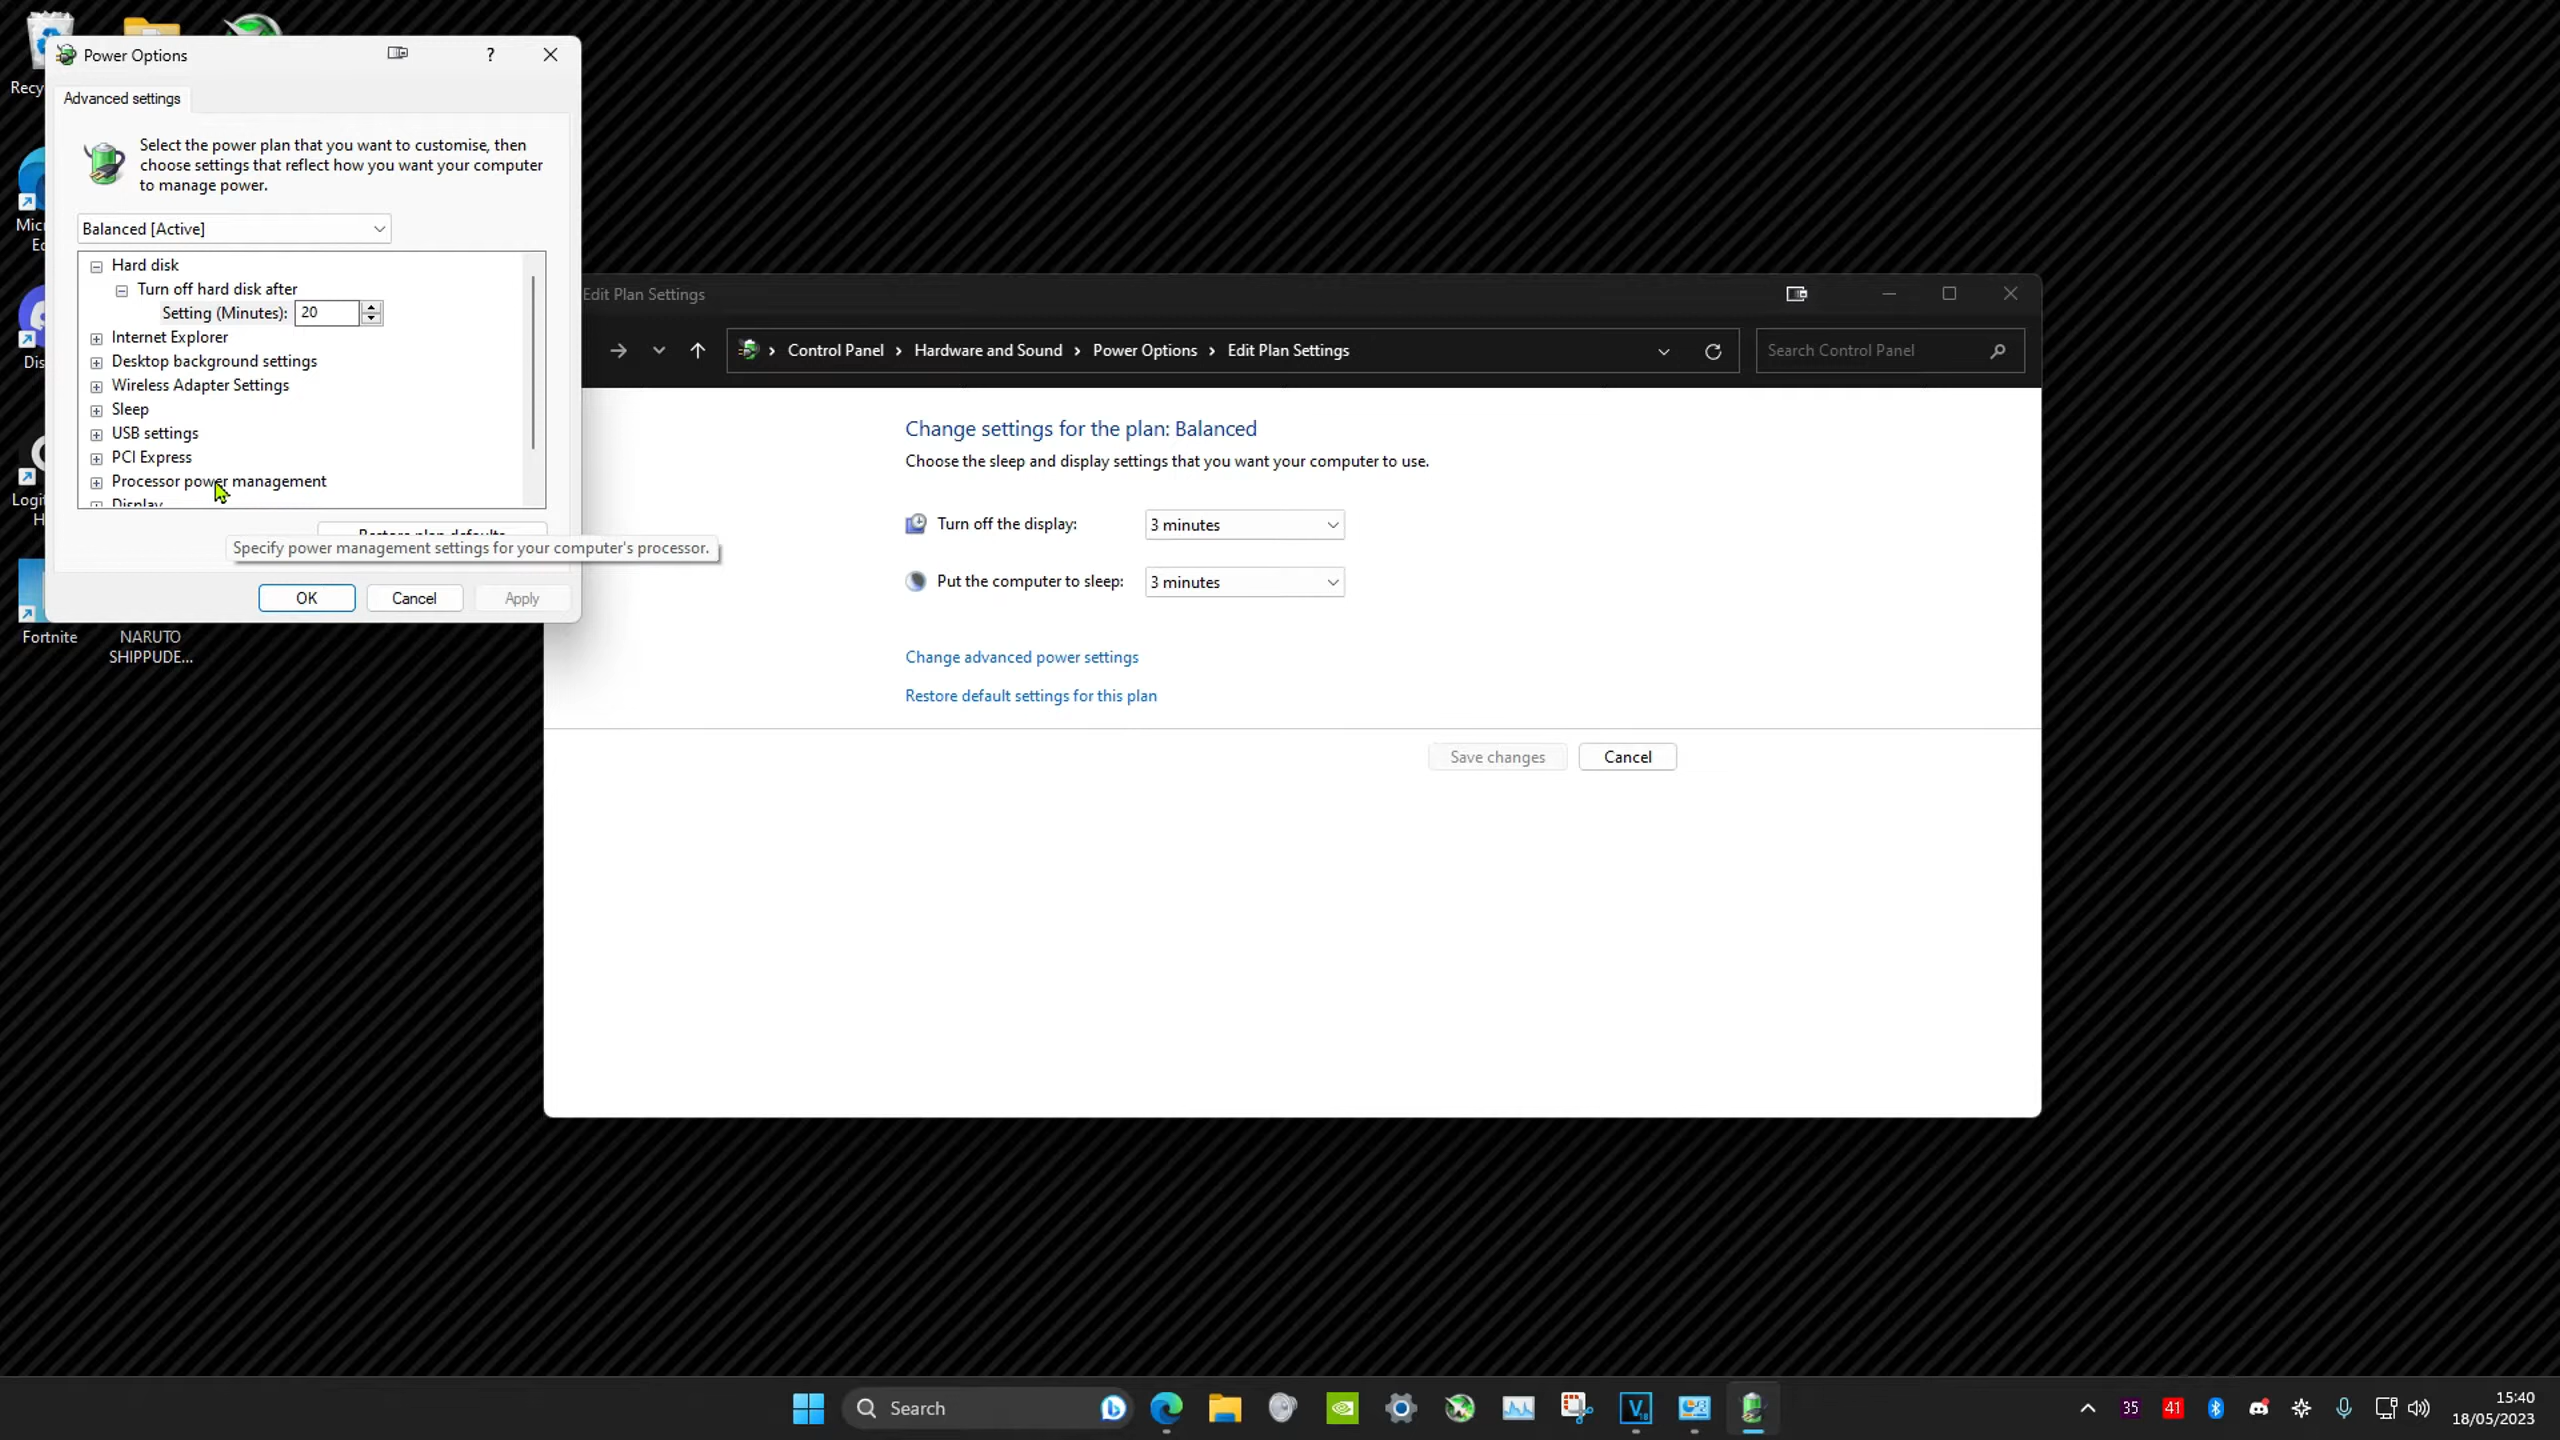 Recy
Mic
Ed
Dis
Logit
H
Fortnite
NARUTO
SHIPPUDE...
Power Options
?
Advanced settings
Select the power plan that you want to customise, then
choose settings that reflect how you want your computer
to manage power.
Balanced [Active]
Hard disk
Turn off hard disk after
Setting (Minutes): 20
Internet Explorer
Desktop background settings
Wireless Adapter Settings
Sleep
USB settings
PCI Express
Processor power management
Display
Restore plan defaults
Specify power management settings for your computer's processor.
OK Cancel Apply
Edit Plan Settings
Control Panel > Hardware and Sound > Power Options > Edit Plan Settings
Search Control Panel
Change settings for the plan: Balanced
Choose the sleep and display settings that you want your computer to use.
Turn off the display: 3 minutes
Put the computer to sleep: 3 minutes
Change advanced power settings
Restore default settings for this plan
Save changes Cancel
Search
V18
35
41
15:40
18/05/2023